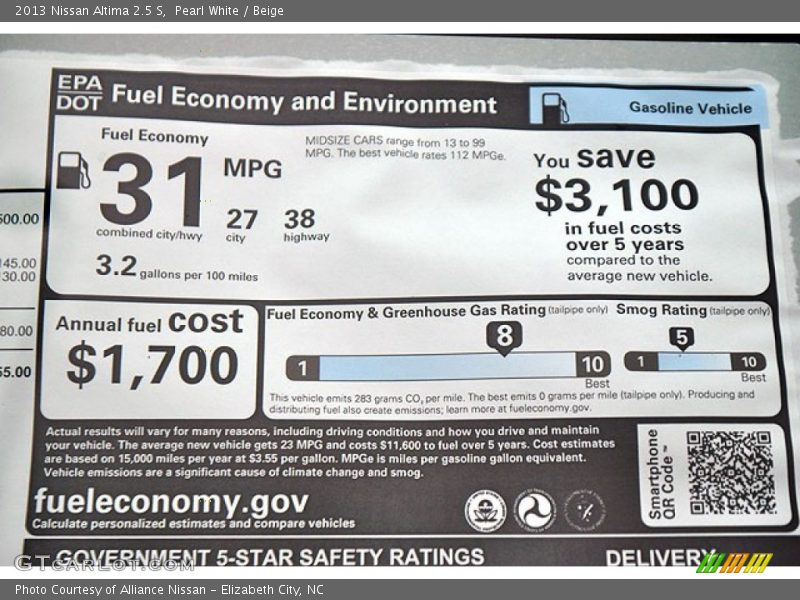 2013 Nissan Altima 2.5 S, Pearl White / Beige
EPA
DOT
Fuel Economy and Environment
Gasoline Vehicle
Fuel Economy
31 MPG
combined city/hwy
27
city
38
highway
3.2 gallons per 100 miles
MIDSIZE CARS range from 13 to 99
MPG. The best vehicle rates 112 MPGe.
You save
$3,100
in fuel costs
over 5 years
compared to the
average new vehicle.
500.00
145.00
130.00
80.00
55.00
Annual fuel cost
$1,700
Fuel Economy & Greenhouse Gas Rating (tailpipe only)
8
1
10
Best
Smog Rating (tailpipe only)
5
1
10
Best
This vehicle emits 283 grams CO₂ per mile. The best emits 0 grams per mile (tailpipe only). Producing and
distributing fuel also create emissions; learn more at fueleconomy.gov.
Actual results will vary for many reasons, including driving conditions and how you drive and maintain
your vehicle. The average new vehicle gets 23 MPG and costs $11,600 to fuel over 5 years. Cost estimates
are based on 15,000 miles per year at $3.55 per gallon. MPGe is miles per gasoline gallon equivalent.
Vehicle emissions are a significant cause of climate change and smog.
fueleconomy.gov
Calculate personalized estimates and compare vehicles
Smartphone
QR Code™
GOVERNMENT 5-STAR SAFETY RATINGS
DELIVERY
GTCarLot.com
Photo Courtesy of Alliance Nissan - Elizabeth City, NC